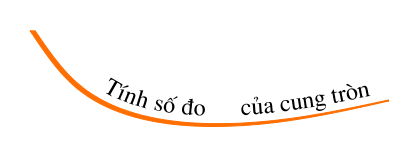 Tính số đo của cung tròn